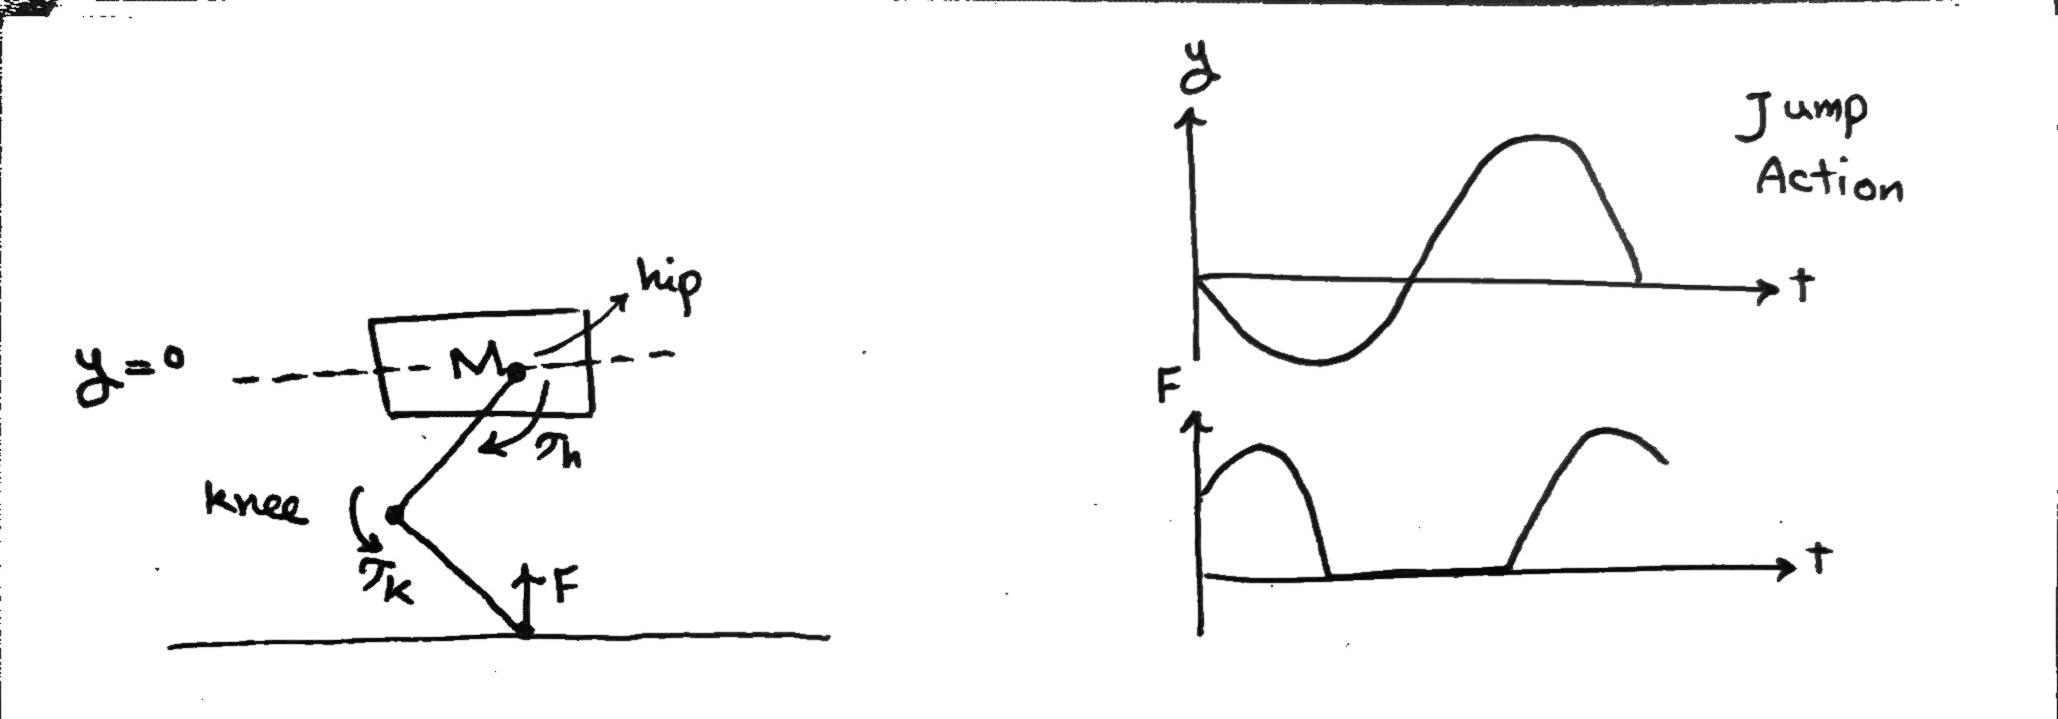 hip
y=0
M
τh
knee
τk
F
y
Jump
Action
t
F
t